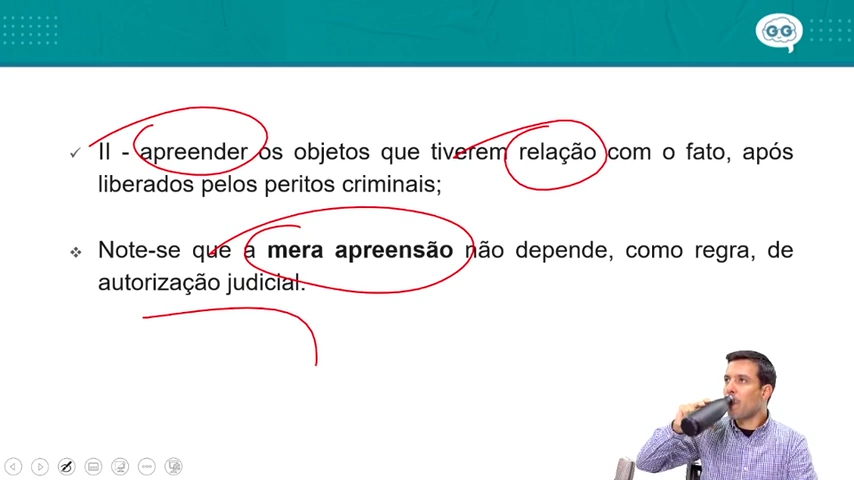 GG
II - apreender os objetos que tiverem relação com o fato, após
liberados pelos peritos criminais;
Note-se que a mera apreensão não depende, como regra, de
autorização judicial.